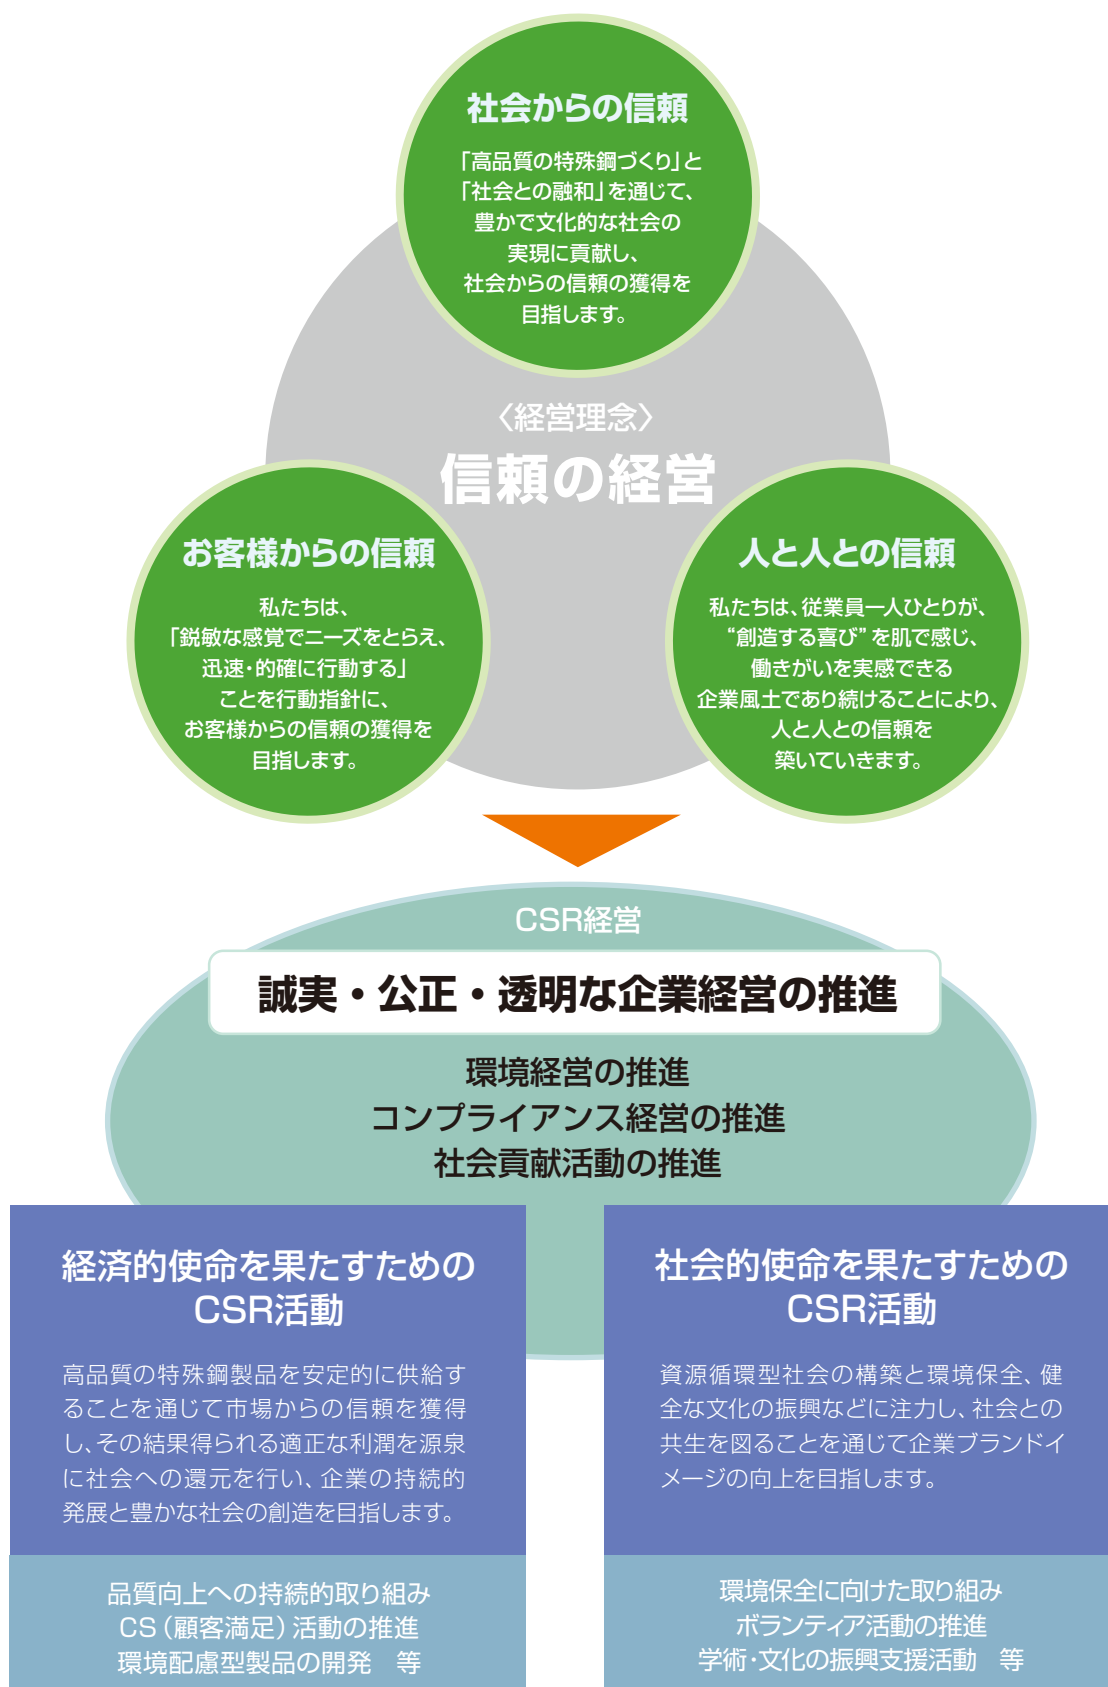 社会からの信頼
「高品質の特殊鋼づくり」と
「社会との融和」を通じて、
豊かで文化的な社会の
実現に貢献し、
社会からの信頼の獲得を
目指します。
〈経営理念〉
信頼の経営
お客様からの信頼
私たちは、
「鋭敏な感覚でニーズをとらえ、
迅速・的確に行動する」
ことを行動指針に、
お客様からの信頼の獲得を
目指します。
人と人との信頼
私たちは、従業員一人ひとりが、
“創造する喜び”を肌で感じ、
働きがいを実感できる
企業風土であり続けることにより、
人と人との信頼を
築いていきます。
CSR経営
誠実・公正・透明な企業経営の推進
環境経営の推進
コンプライアンス経営の推進
社会貢献活動の推進
経済的使命を果たすための
CSR活動
高品質の特殊鋼製品を安定的に供給す
ることを通じて市場からの信頼を獲得
し、その結果得られる適正な利潤を源泉
に社会への還元を行い、企業の持続的
発展と豊かな社会の創造を目指します。
品質向上への持続的取り組み
CS（顧客満足）活動の推進
環境配慮型製品の開発　等
社会的使命を果たすための
CSR活動
資源循環型社会の構築と環境保全、健
全な文化の振興などに注力し、社会との
共生を図ることを通じて企業ブランドイ
メージの向上を目指します。
環境保全に向けた取り組み
ボランティア活動の推進
学術・文化の振興支援活動　等